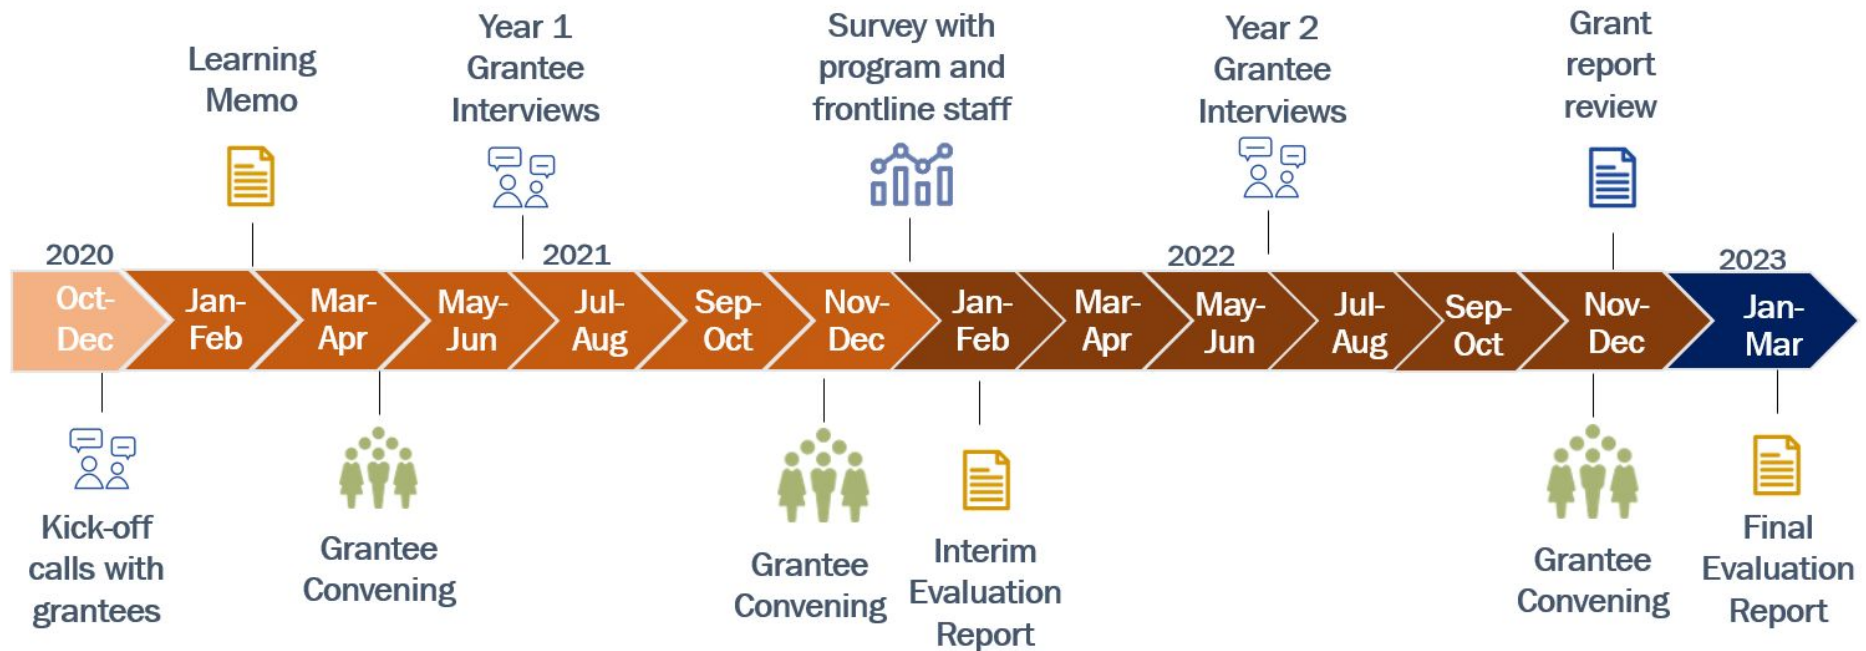 Learning
Memo
Year 1
Grantee
Interviews
Survey with
program and
frontline staff
Year 2
Grantee
Interviews
Grant
report
review
2020
2021
2022
2023
Oct-
Dec
Jan-
Feb
Mar-
Apr
May-
Jun
Jul-
Aug
Sep-
Oct
Nov-
Dec
Jan-
Feb
Mar-
Apr
May-
Jun
Jul-
Aug
Sep-
Oct
Nov-
Dec
Jan-
Mar
Kick-off
calls with
grantees
Grantee
Convening
Grantee
Convening
Interim
Evaluation
Report
Grantee
Convening
Final
Evaluation
Report